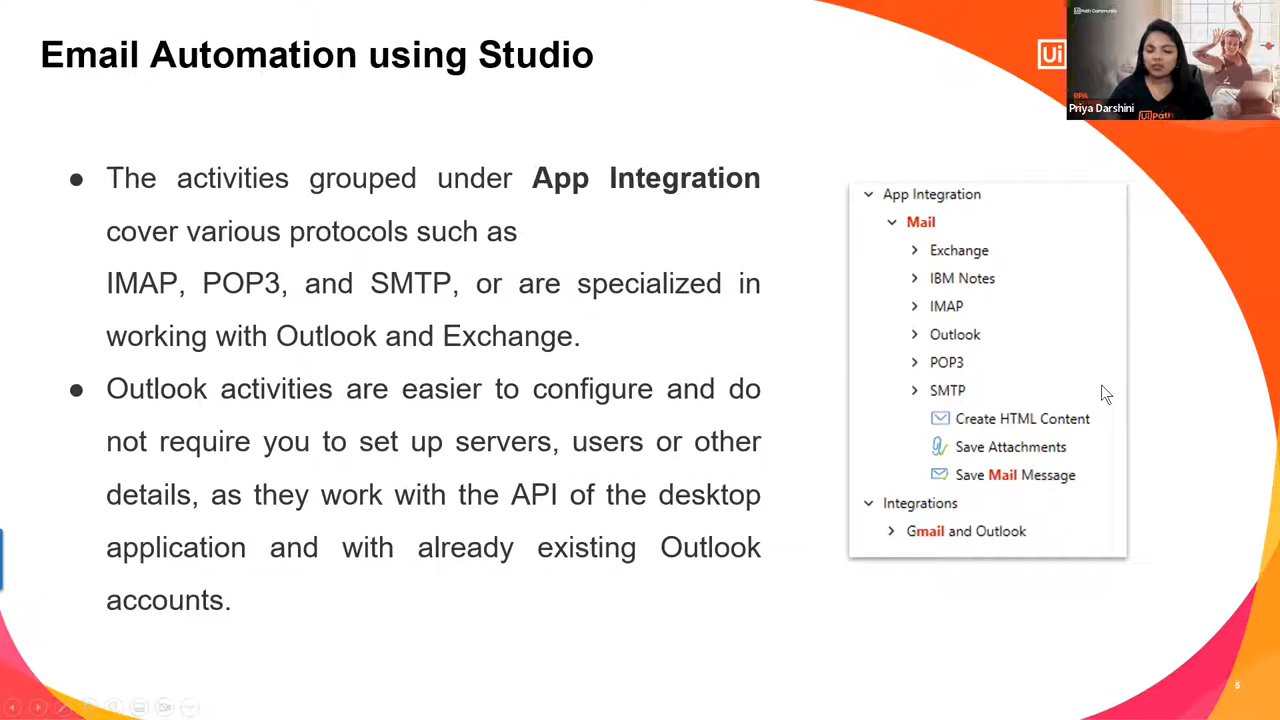 Email Automation using Studio
● The activities grouped under App Integration
cover various protocols such as
IMAP, POP3, and SMTP, or are specialized in
working with Outlook and Exchange.
● Outlook activities are easier to configure and do
not require you to set up servers, users or other
details, as they work with the API of the desktop
application and with already existing Outlook
accounts.
App Integration
Mail
Exchange
IBM Notes
IMAP
Outlook
POP3
SMTP
Create HTML Content
Save Attachments
Save Mail Message
Integrations
Gmail and Outlook
Ui
UiPath Community
RPA
Priya Darshini
UiPath
5